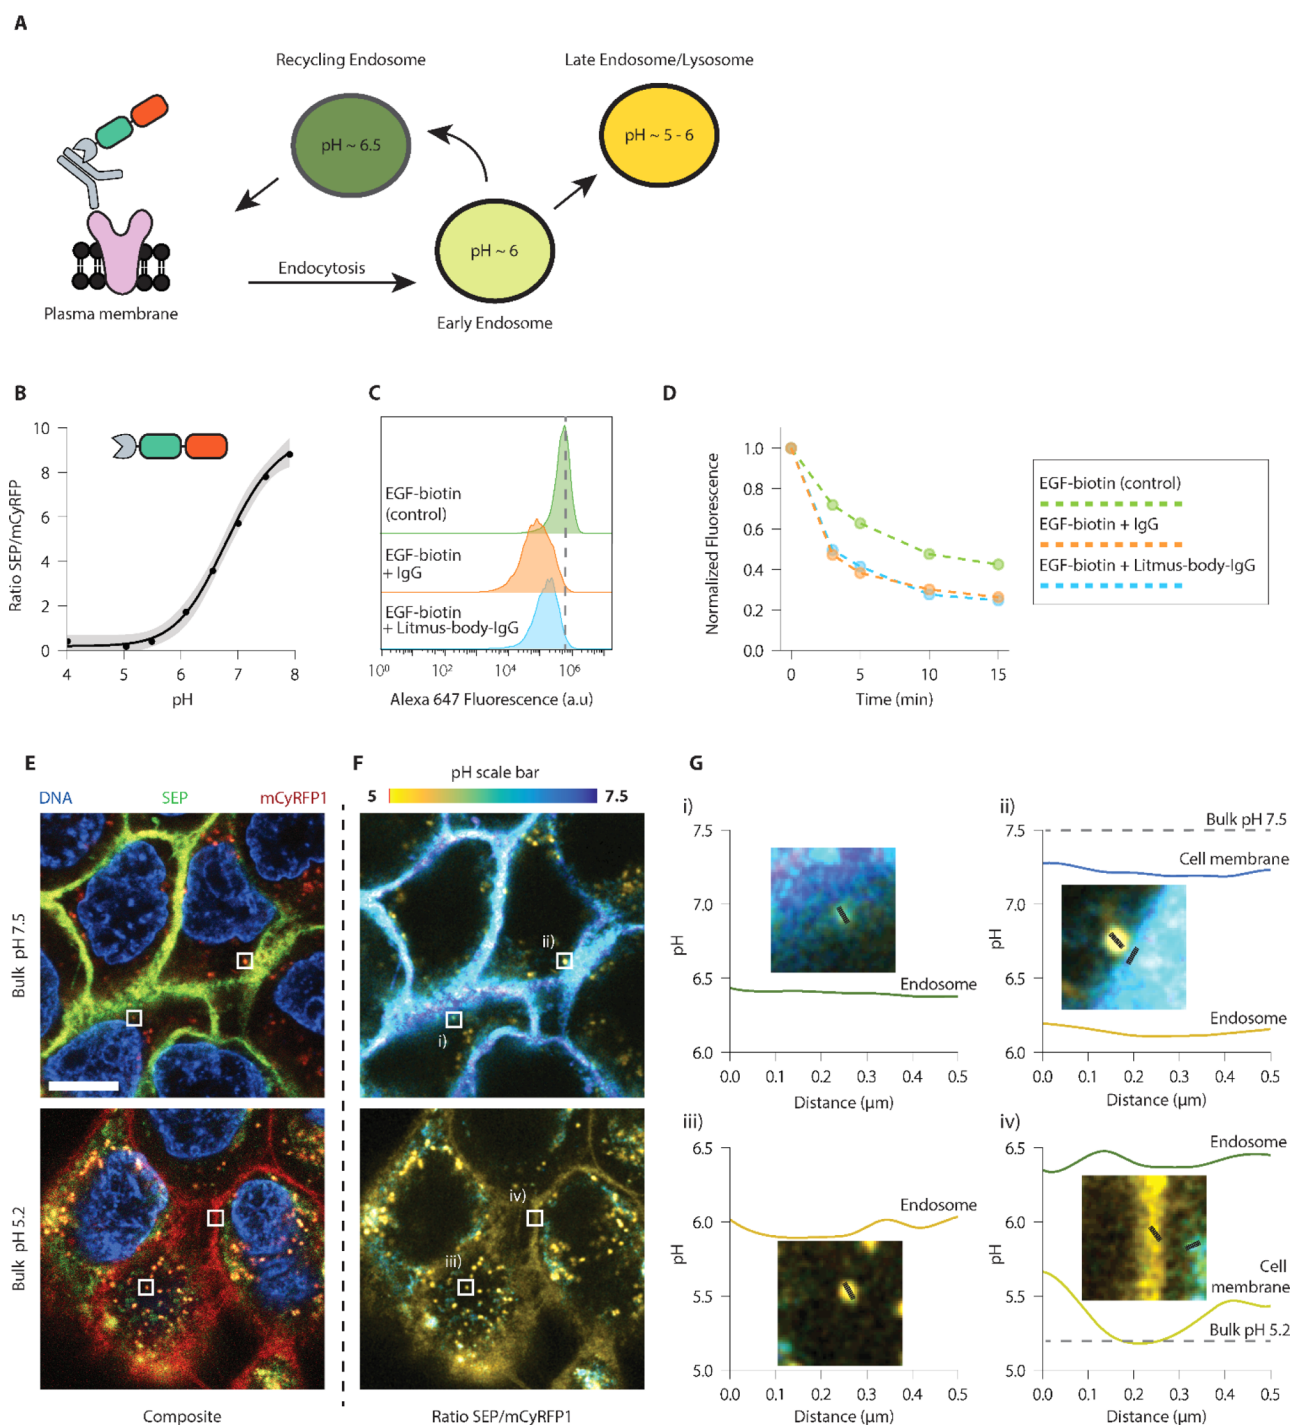 A
Recycling Endosome
Late Endosome/Lysosome
pH ~ 6.5
pH ~ 5 - 6
pH ~ 6
Endocytosis
Plasma membrane
Early Endosome
B
Ratio SEP/mCyRFP
10
8
6
4
2
0
4
5
6
7
8
pH
C
EGF-biotin
(control)
EGF-biotin
+ IgG
EGF-biotin
+ Litmus-body-IgG
10⁰
10²
10⁴
10⁶
Alexa 647 Fluorescence (a.u)
D
Normalized Fluorescence
1.0
0.8
0.6
0.4
0.2
0.0
0
5
10
15
Time (min)
EGF-biotin (control)
EGF-biotin + IgG
EGF-biotin + Litmus-body-IgG
E
DNA
SEP
mCyRFP1
Bulk pH 7.5
Bulk pH 5.2
Composite
F
pH scale bar
5
7.5
ii)
i)
iv)
iii)
Ratio SEP/mCyRFP1
G
i)
pH
7.5
7.0
6.5
6.0
Endosome
0.0
0.1
0.2
0.3
0.4
0.5
Distance (µm)
ii)
pH
7.5
7.0
6.5
6.0
Bulk pH 7.5
Cell membrane
Endosome
0.0
0.1
0.2
0.3
0.4
0.5
Distance (µm)
iii)
pH
6.5
6.0
5.5
5.0
Endosome
0.0
0.1
0.2
0.3
0.4
0.5
Distance (µm)
iv)
pH
6.5
6.0
5.5
5.0
Endosome
Cell
membrane
Bulk pH 5.2
0.0
0.1
0.2
0.3
0.4
0.5
Distance (µm)